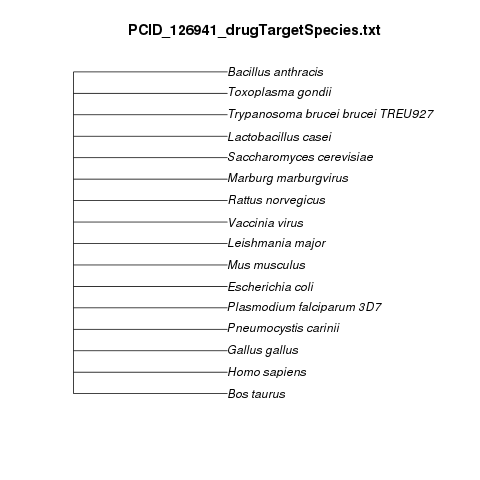 PCID_126941_drugTargetSpecies.txt
Bacillus anthracis
Toxoplasma gondii
Trypanosoma brucei brucei TREU927
Lactobacillus casei
Saccharomyces cerevisiae
Marburg marburgvirus
Rattus norvegicus
Vaccinia virus
Leishmania major
Mus musculus
Escherichia coli
Plasmodium falciparum 3D7
Pneumocystis carinii
Gallus gallus
Homo sapiens
Bos taurus